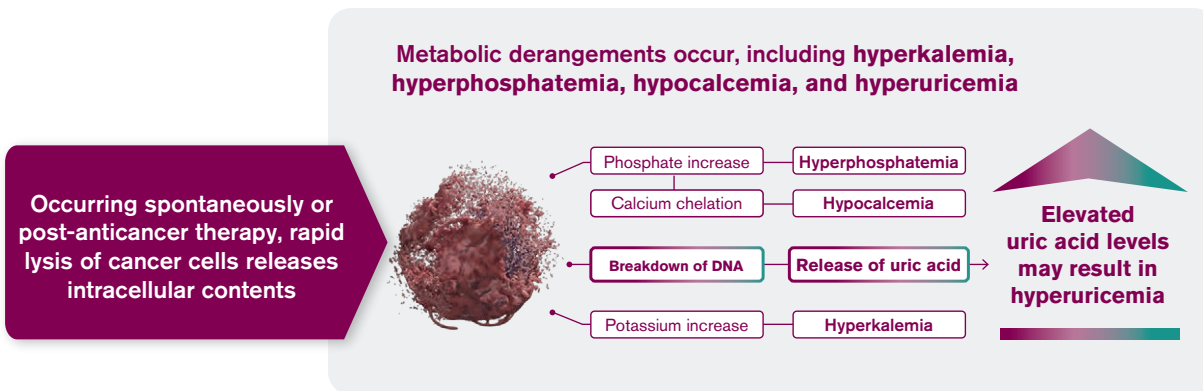 Metabolic derangements occur, including hyperkalemia,
hyperphosphatemia, hypocalcemia, and hyperuricemia
Occurring spontaneously or
post-anticancer therapy, rapid
lysis of cancer cells releases
intracellular contents
Phosphate increase
Hyperphosphatemia
Calcium chelation
Hypocalcemia
Breakdown of DNA
Release of uric acid
Potassium increase
Hyperkalemia
Elevated
uric acid levels
may result in
hyperuricemia